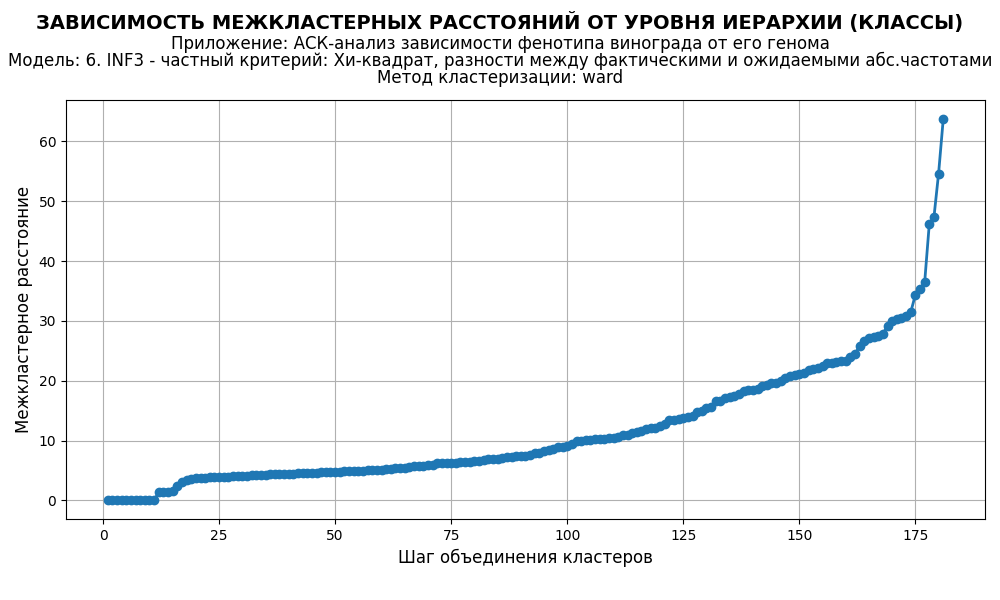 ЗАВИСИМОСТЬ МЕЖКЛАСТЕРНЫХ РАССТОЯНИЙ ОТ УРОВНЯ ИЕРАРХИИ (КЛАССЫ)
Приложение: АСК-анализ зависимости фенотипа винограда от его генома
Модель: 6. INF3 - частный критерий: Хи-квадрат, разности между фактическими и ожидаемыми абс.частотами
Метод кластеризации: ward
Межкластерное расстояние
60
50
40
30
20
10
0
0 25 50 75 100 125 150 175
Шаг объединения кластеров